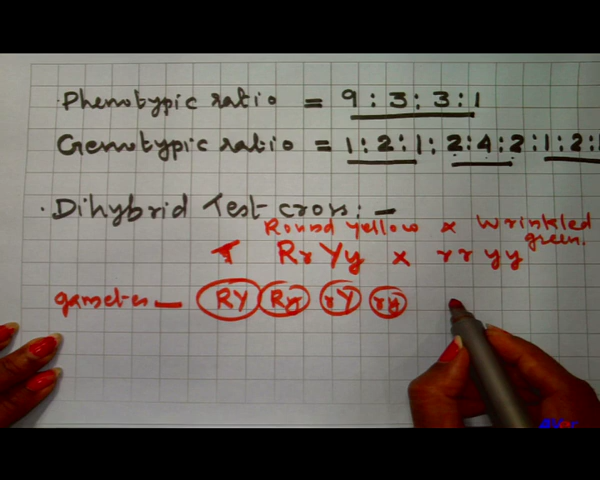 Phenotypic ratio = 9 : 3 : 3 : 1
Genotypic ratio = 1 : 2 : 1 : 2 : 4 : 2 : 1 : 2 : 1
. Dihybrid Test cross : -
Round yellow x Wrinkled
green.
RrYy x rryy
gametes — RY Ry rY ry